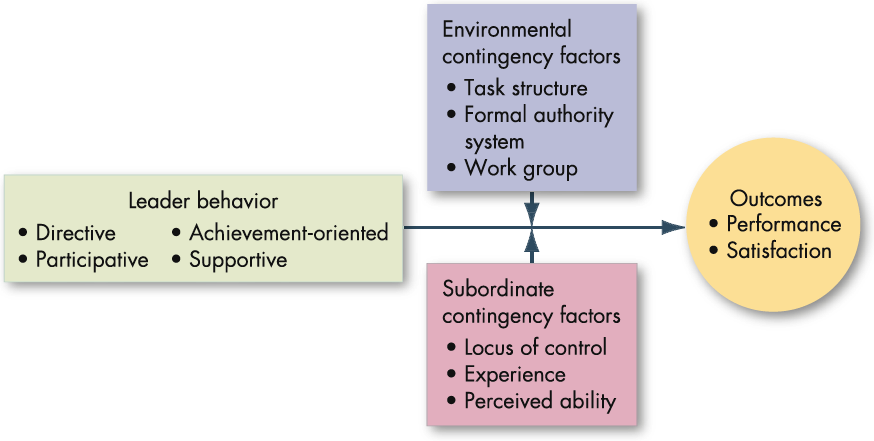 Environmental
contingency factors
• Task structure
• Formal authority
system
• Work group
Leader behavior
• Directive
• Achievement-oriented
• Participative
• Supportive
Outcomes
• Performance
• Satisfaction
Subordinate
contingency factors
• Locus of control
• Experience
• Perceived ability